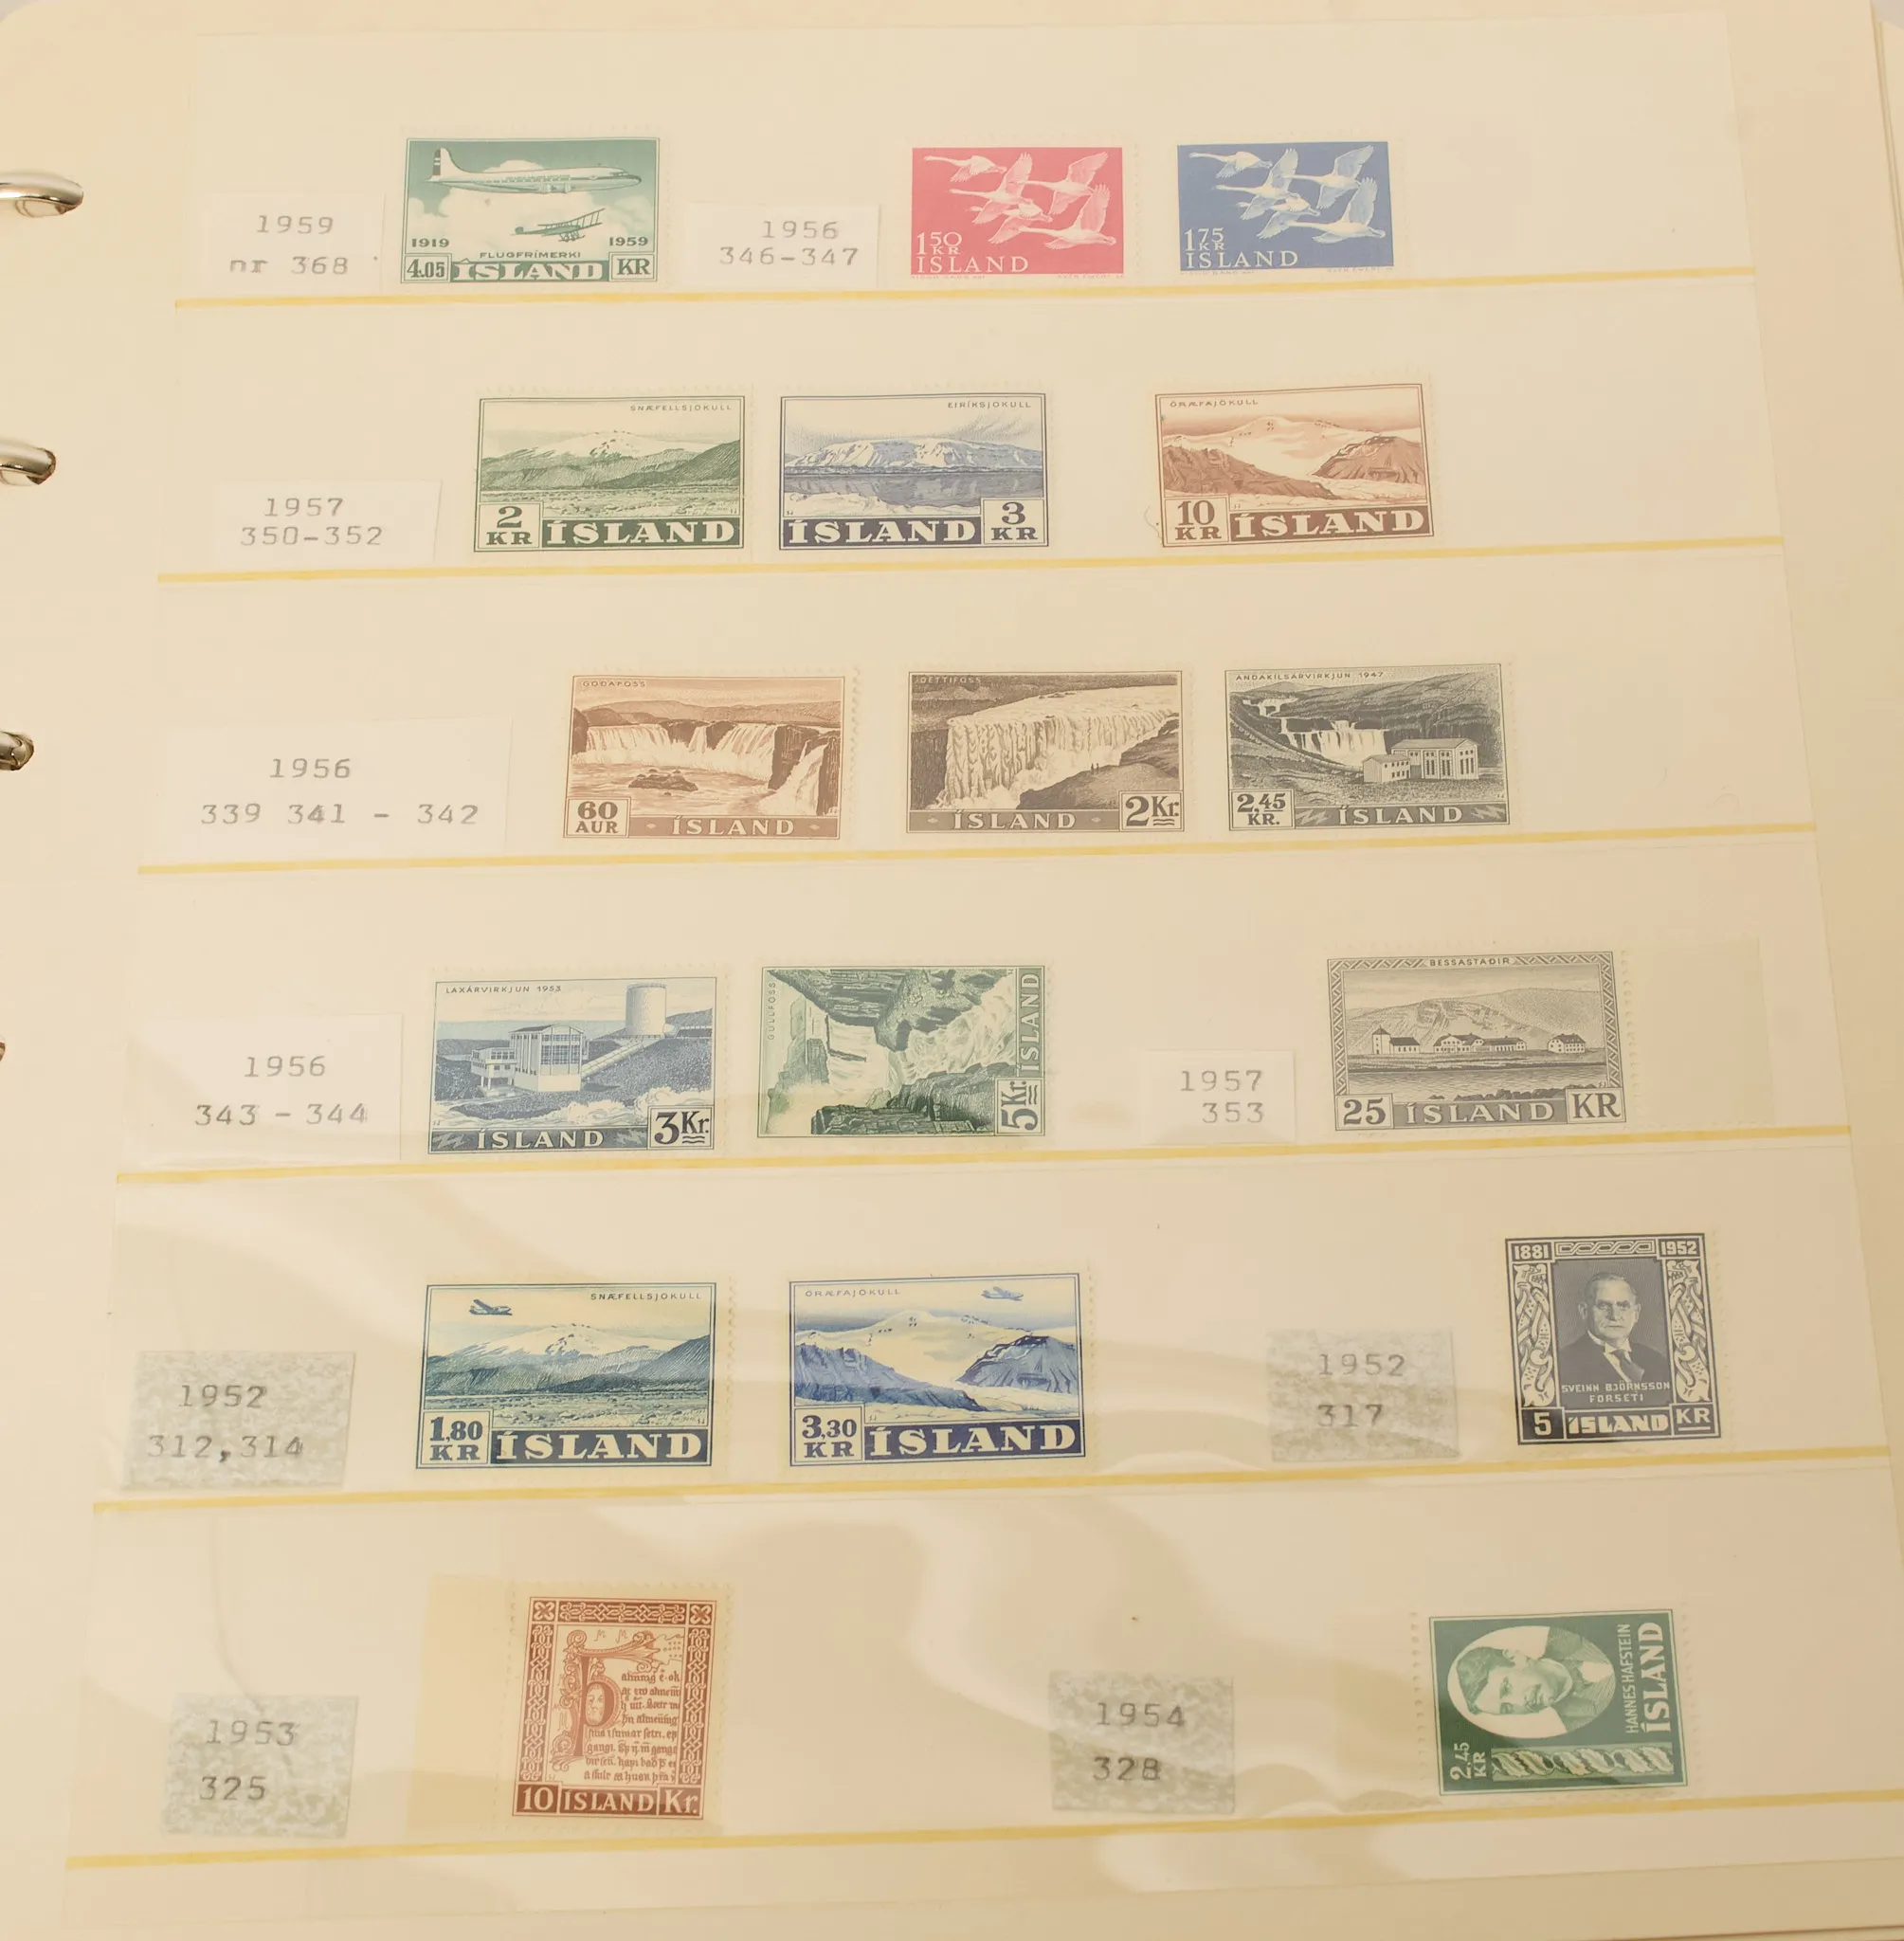 1959
nr 368
1919
1959
FLUGFRÍMERKI
4.05 ÍSLAND KR
1956
346-347
1.50
KR
ISLAND
1.75
KR
ISLAND
1957
350-352
SNÆFELLSJÖKULL
2
KR ÍSLAND
EIRÍKSJÖKULL
ÍSLAND 3
KR
ÖRÆFAJÖKULL
10
KR ÍSLAND
1956
339 341 - 342
GOÐAFOSS
60
AUR
· ÍSLAND ·
DETTIFOSS
· ÍSLAND · 2Kr.
ANDAKÍLSÁRVIRKJUN 1947
2,45
KR.
ÍSLAND
1956
343 - 344
LAXÁRVIRKJUN 1953
ÍSLAND 3Kr.
GULLFOSS
5Kr. ÍSLAND
1957
353
BESSASTAÐIR
25 ÍSLAND KR
1952
312,314
SNÆFELLSJÖKULL
1,80
KR ÍSLAND
ÖRÆFAJÖKULL
3,30
KR ÍSLAND
1952
317
1881 1952
SVEINN BJÖRNSSON
FORSETI
5 ÍSLAND KR
1953
325
10 ÍSLAND Kr.
1954
328
HANNES HAFSTEIN
ÍSLAND
2.45
KR